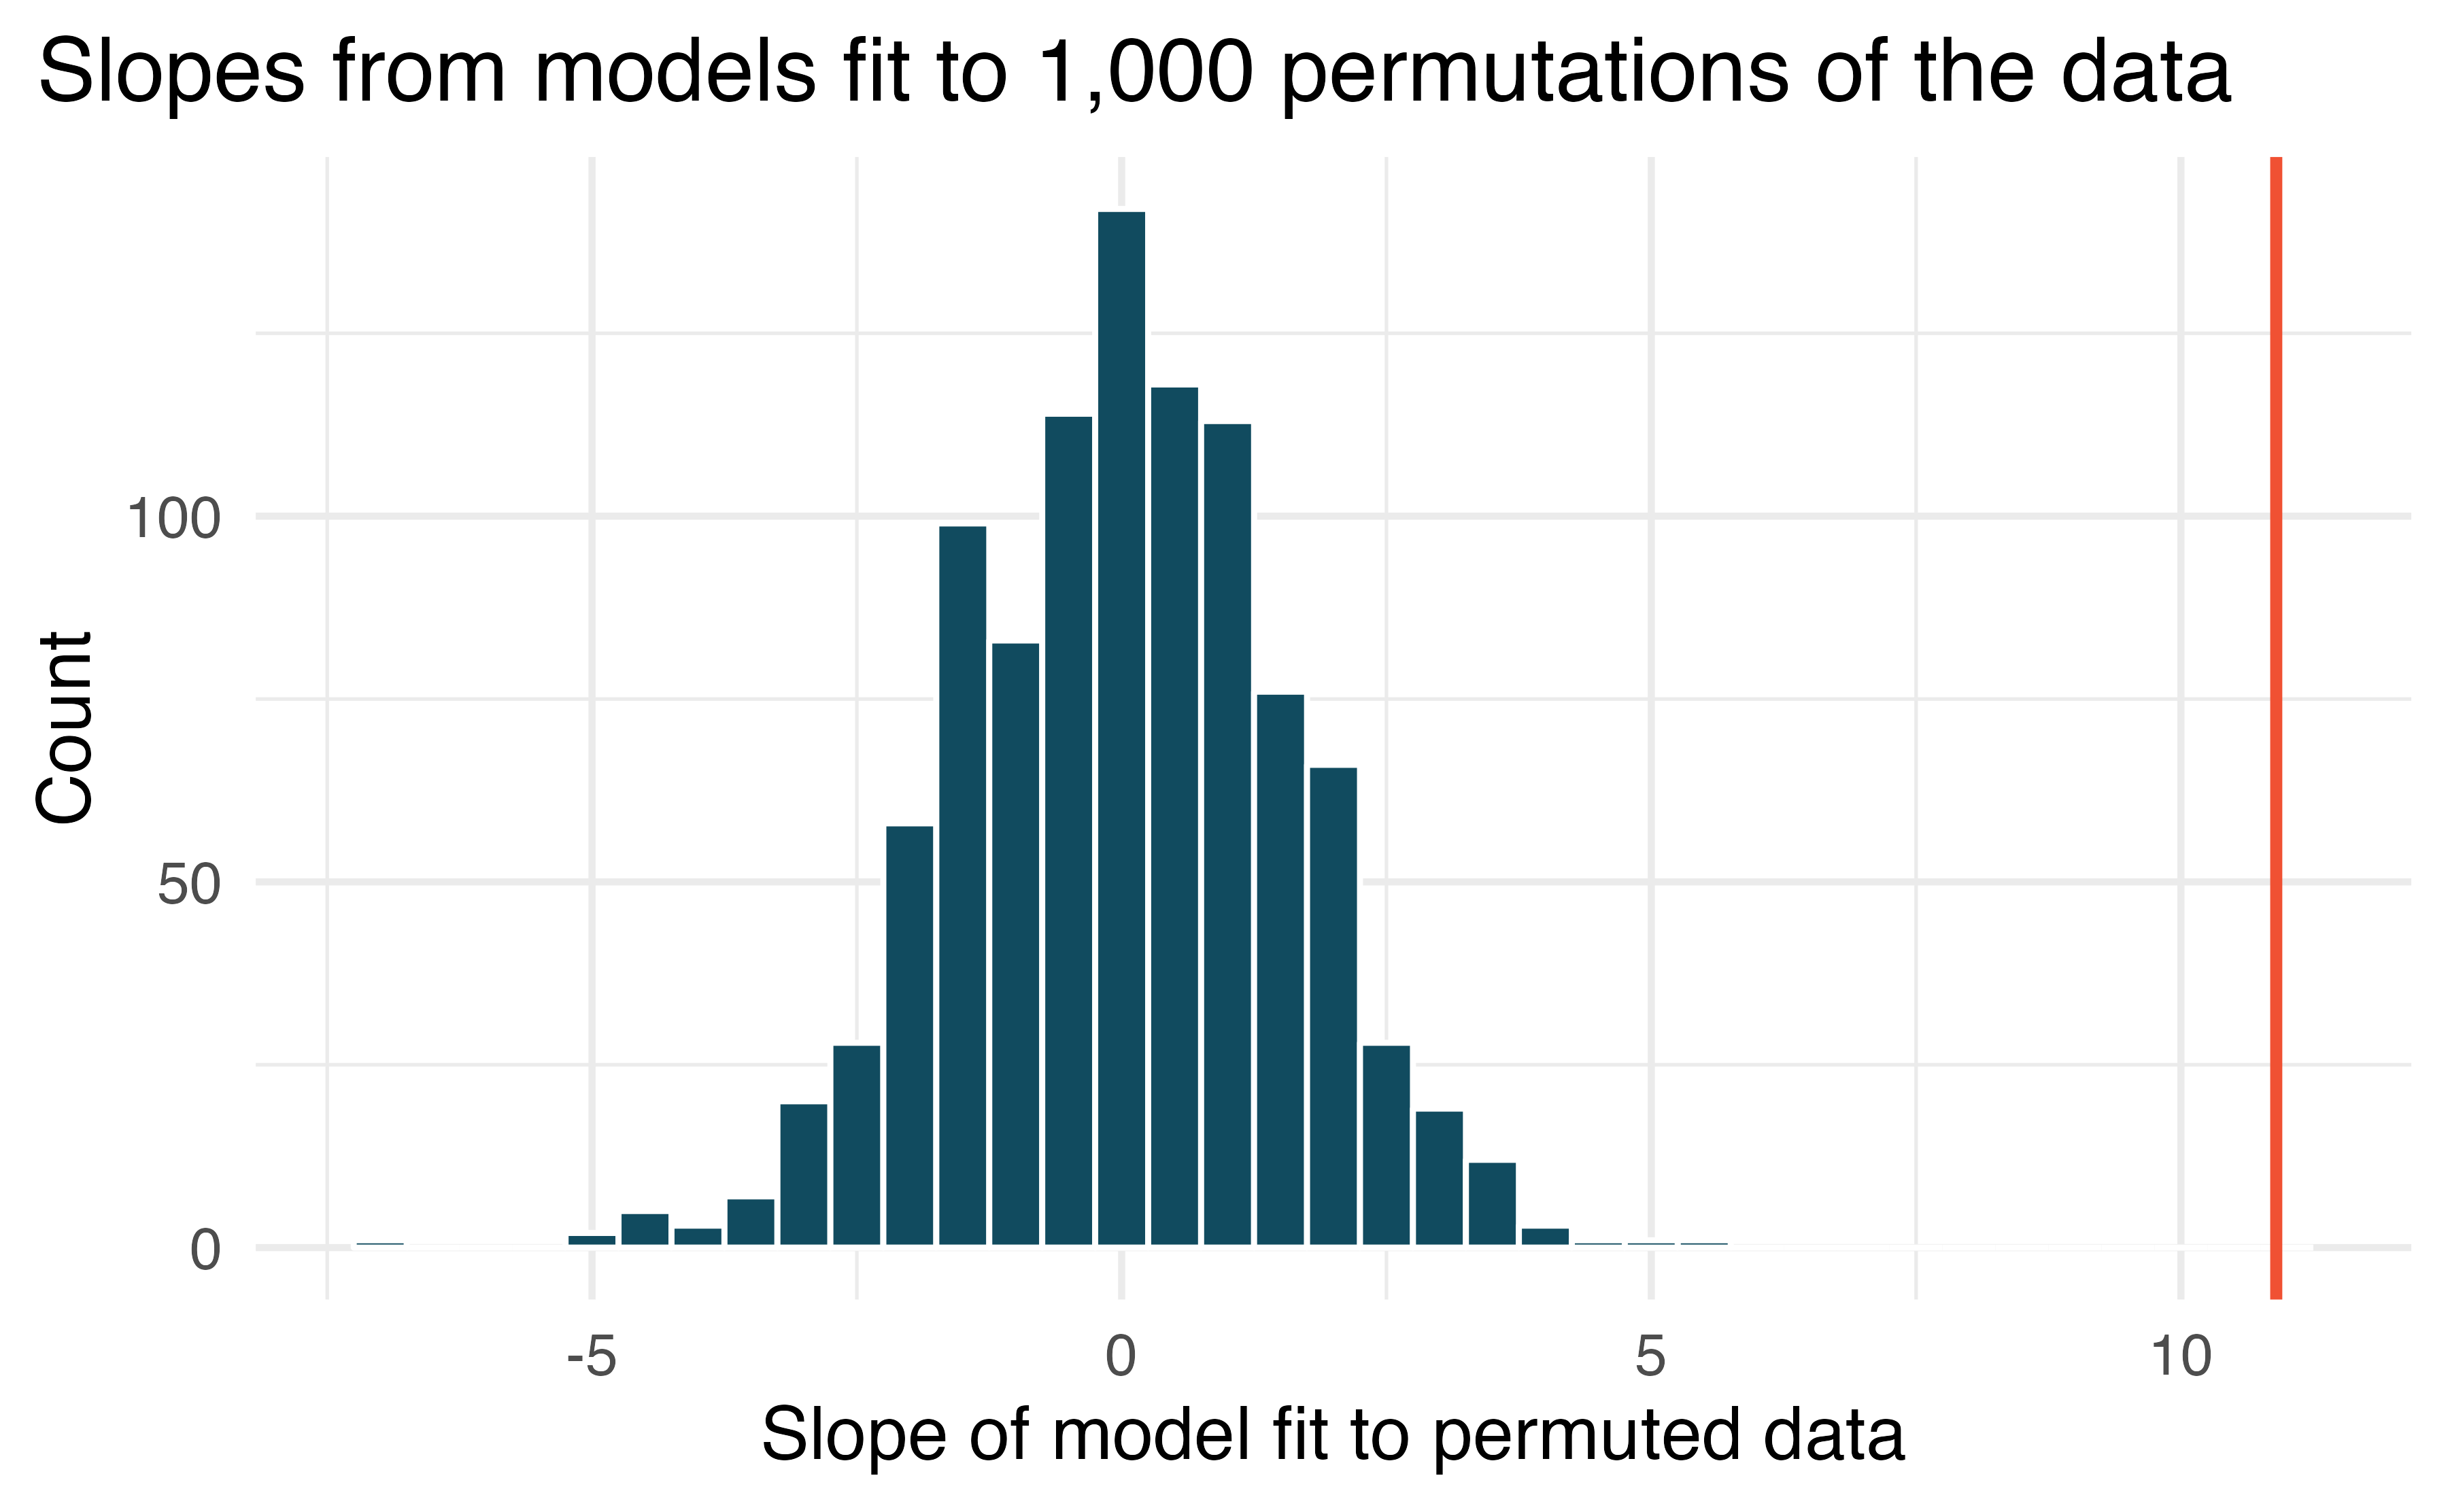 Slopes from models fit to 1,000 permutations of the data
Count
100
50
0
-5 0 5 10
Slope of model fit to permuted data